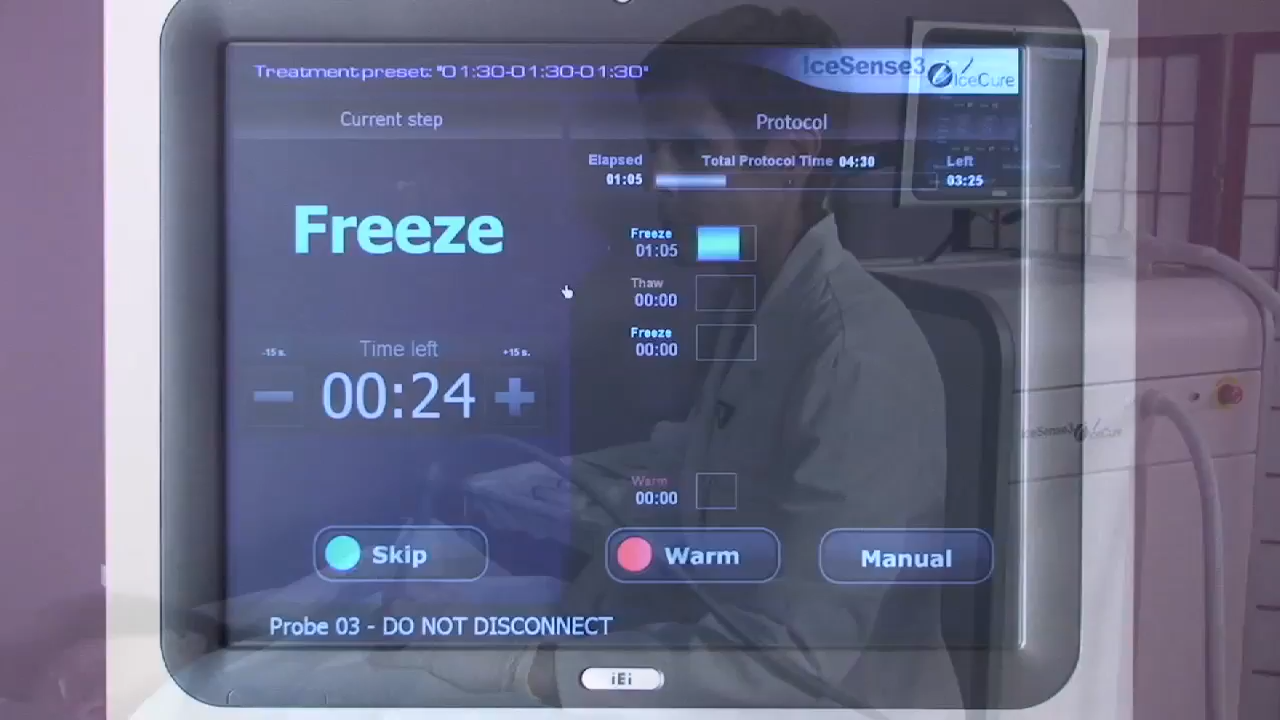 Treatment preset: "01:30-01:30-01:30"
IceSense3
IceCure
Current step
Protocol
Elapsed
Total Protocol Time 04:30
Left
01:05
03:25
Freeze
Freeze
01:05
Thaw
00:00
Freeze
00:00
-15 s.
Time left
+15 s.
00:24
IceSense3 IceCure
Warm
00:00
Skip
Warm
Manual
Probe 03 - DO NOT DISCONNECT
iEi